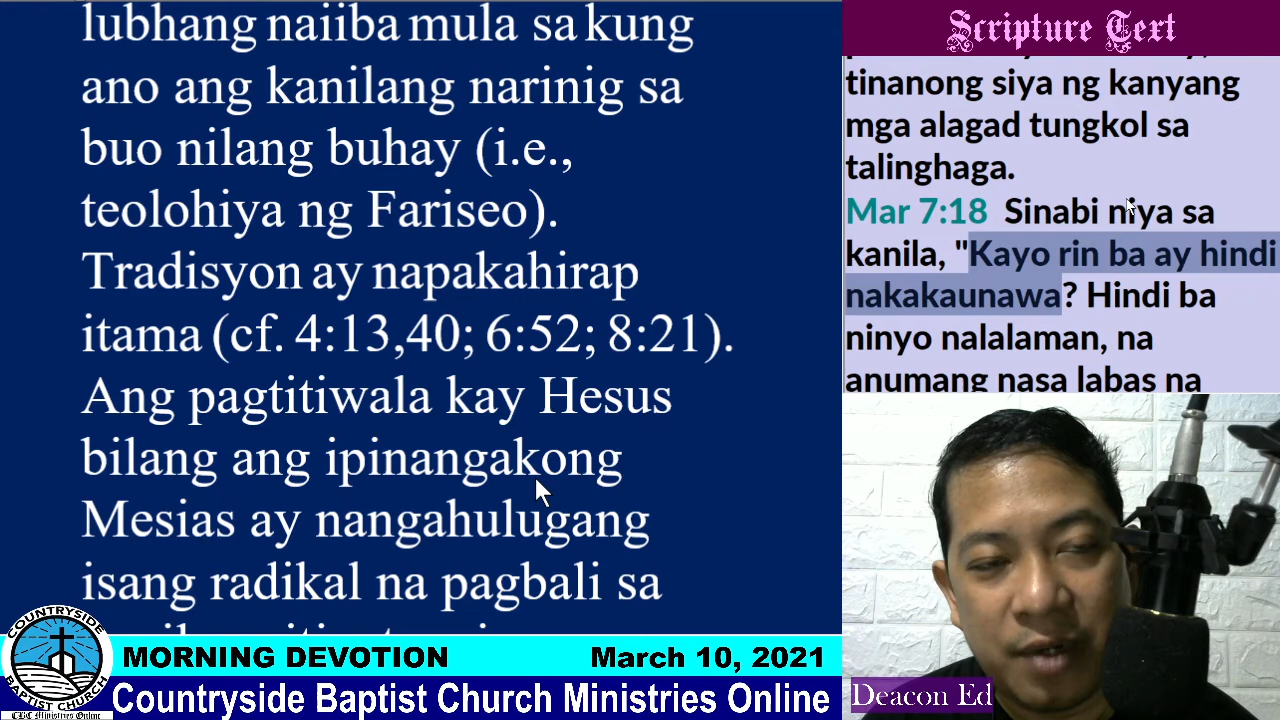 lubhang naiiba mula sa kung
ano ang kanilang narinig sa
buo nilang buhay (i.e.,
teolohiya ng Fariseo).
Tradisyon ay napakahirap
itama (cf. 4:13,40; 6:52; 8:21).
Ang pagtitiwala kay Hesus
bilang ang ipinangakong
Mesias ay nangahulugang
isang radikal na pagbali sa
Scripture Text
tinanong siya ng kanyang
mga alagad tungkol sa
talinghaga.
Mar 7:18 Sinabi niya sa
kanila, "Kayo rin ba ay hindi
nakakaunawa? Hindi ba
ninyo nalalaman, na
anumang nasa labas na
COUNTRYSIDE
BAPTIST CHURCH
CBC Ministries Online
MORNING DEVOTION March 10, 2021
Countryside Baptist Church Ministries Online
Deacon Ed